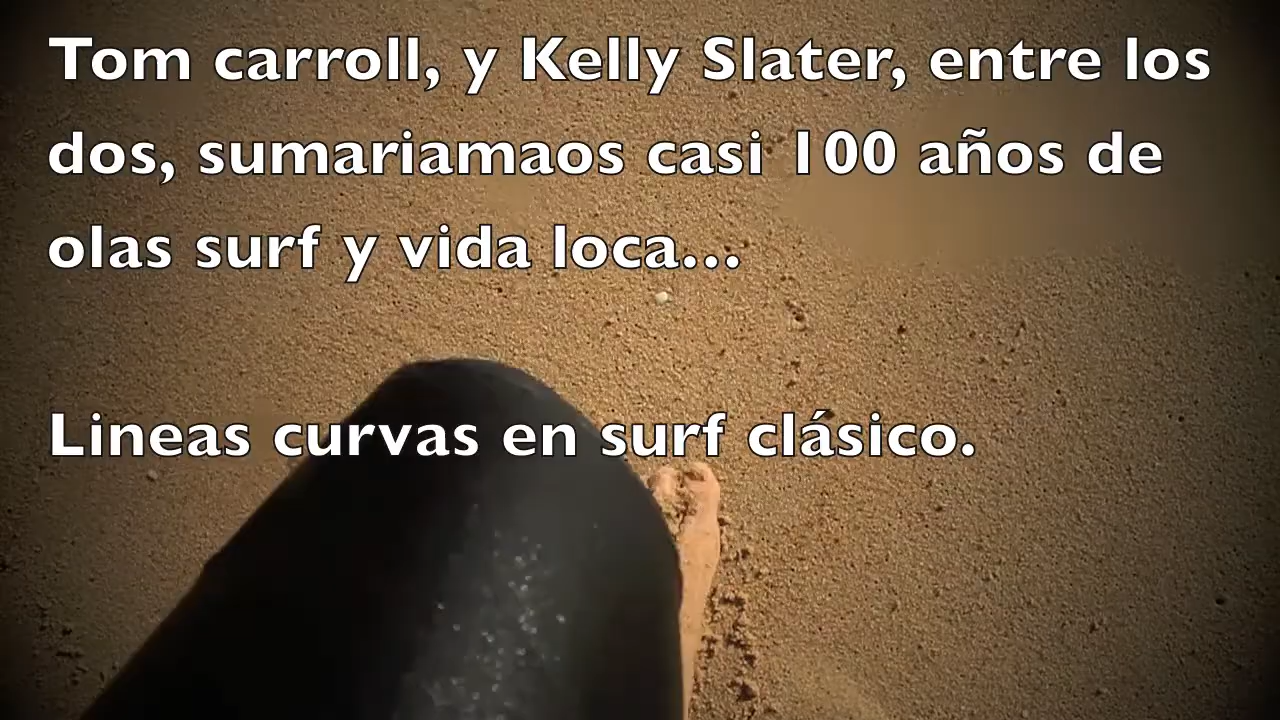 Tom carroll, y Kelly Slater, entre los
dos, sumariamaos casi 100 años de
olas surf y vida loca...
Lineas curvas en surf clásico.